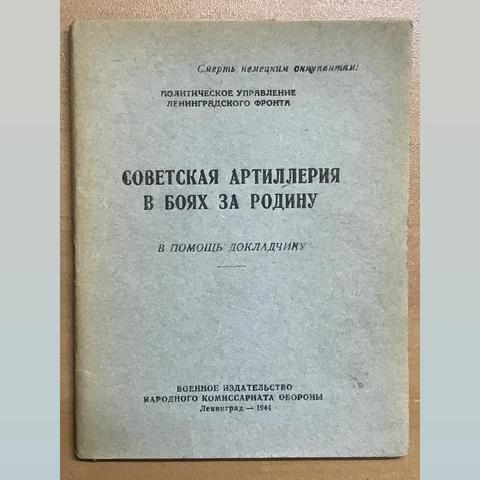 Смерть немецким оккупантам!
ПОЛИТИЧЕСКОЕ УПРАВЛЕНИЕ
ЛЕНИНГРАДСКОГО ФРОНТА
СОВЕТСКАЯ АРТИЛЛЕРИЯ
В БОЯХ ЗА РОДИНУ
В ПОМОЩЬ ДОКЛАДЧИКУ
ВОЕННОЕ ИЗДАТЕЛЬСТВО
НАРОДНОГО КОМИССАРИАТА ОБОРОНЫ
Ленинград — 1944